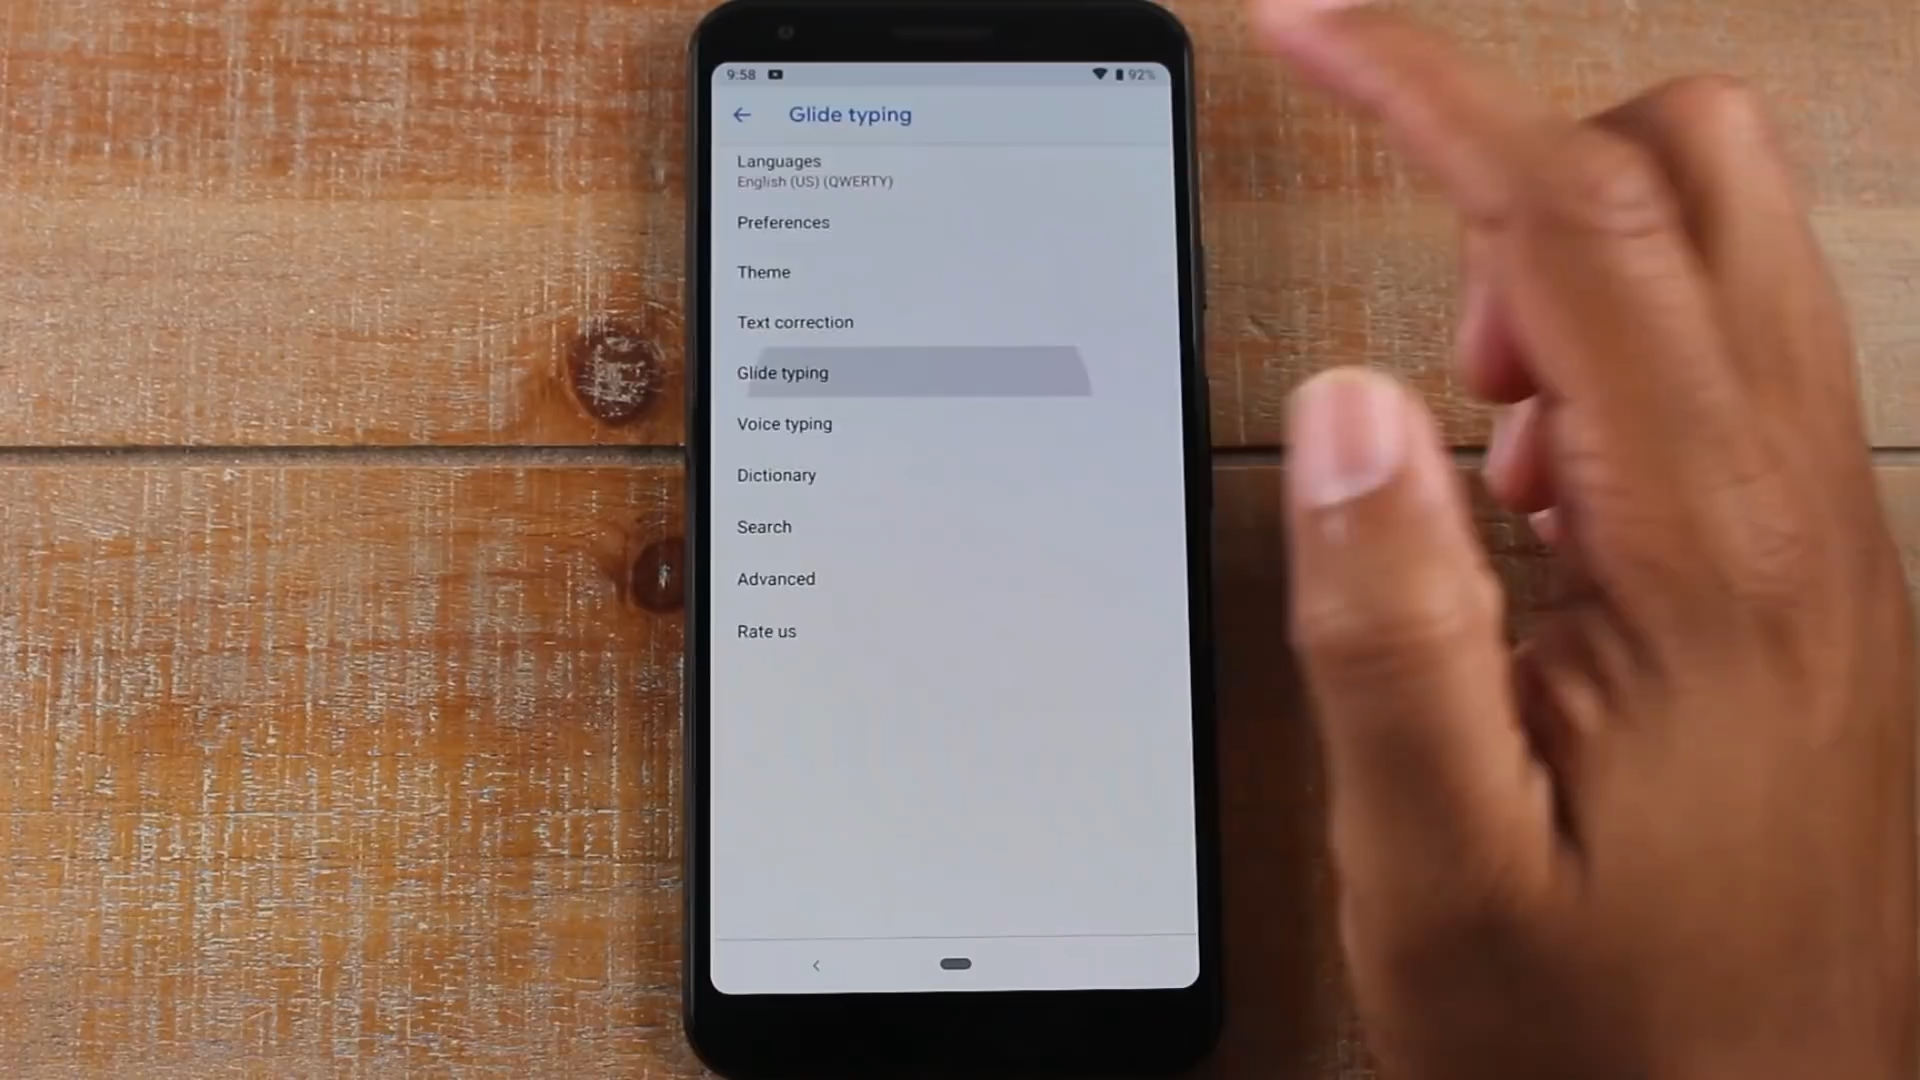 9:58
92%
Glide typing
Languages
English (US) (QWERTY)
Preferences
Theme
Text correction
Glide typing
Voice typing
Dictionary
Search
Advanced
Rate us